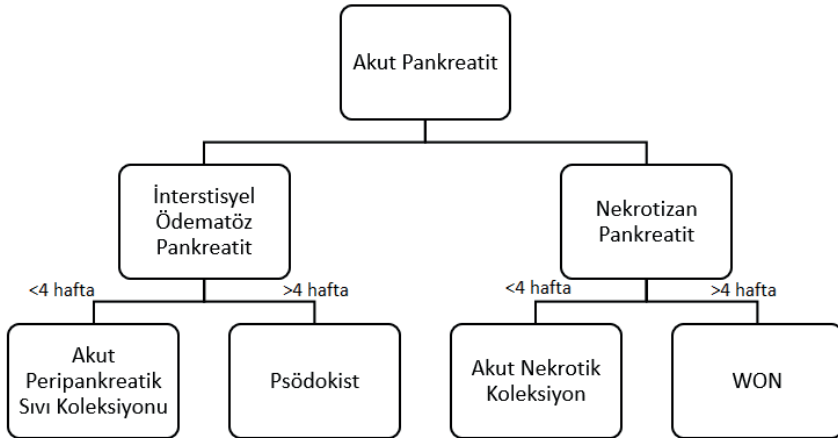 Akut Pankreatit
İnterstisyel
Ödematöz
Pankreatit
Nekrotizan
Pankreatit
<4 hafta
>4 hafta
<4 hafta
>4 hafta
Akut
Peripankreatik
Sıvı Koleksiyonu
Psödokist
Akut Nekrotik
Koleksiyon
WON